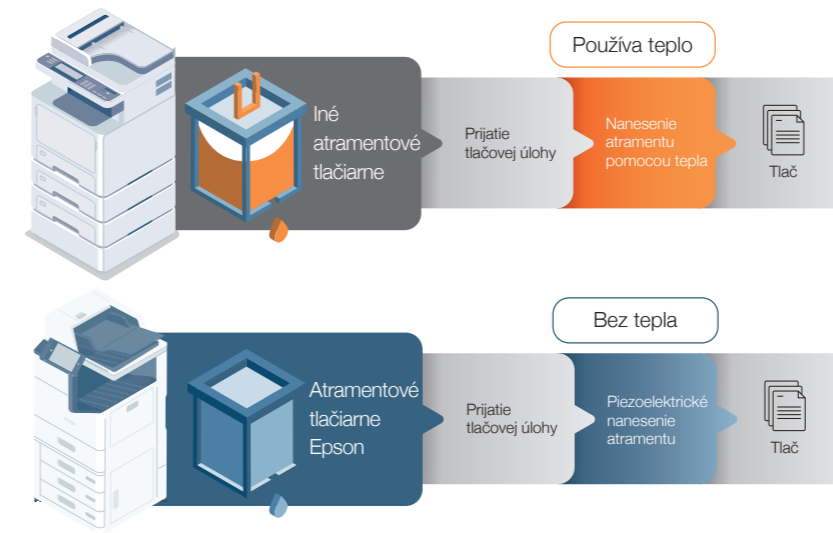 Používa teplo
Iné
atramentové
tlačiarne
Prijatie
tlačovej úlohy
Nanesenie
atramentu
pomocou tepla
Tlač
Bez tepla
Atramentové
tlačiarne
Epson
Prijatie
tlačovej úlohy
Piezoelektrické
nanesenie
atramentu
Tlač